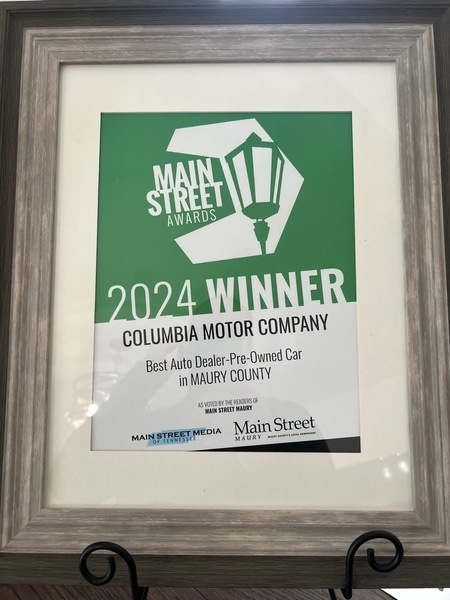 MAIN
STREET
AWARDS
2024 WINNER
COLUMBIA MOTOR COMPANY
Best Auto Dealer-Pre-Owned Car
in MAURY COUNTY
AS VOTED BY THE READERS OF
MAIN STREET MAURY
MAIN STREET MEDIA
OF TENNESSEE
Main Street
MAURY